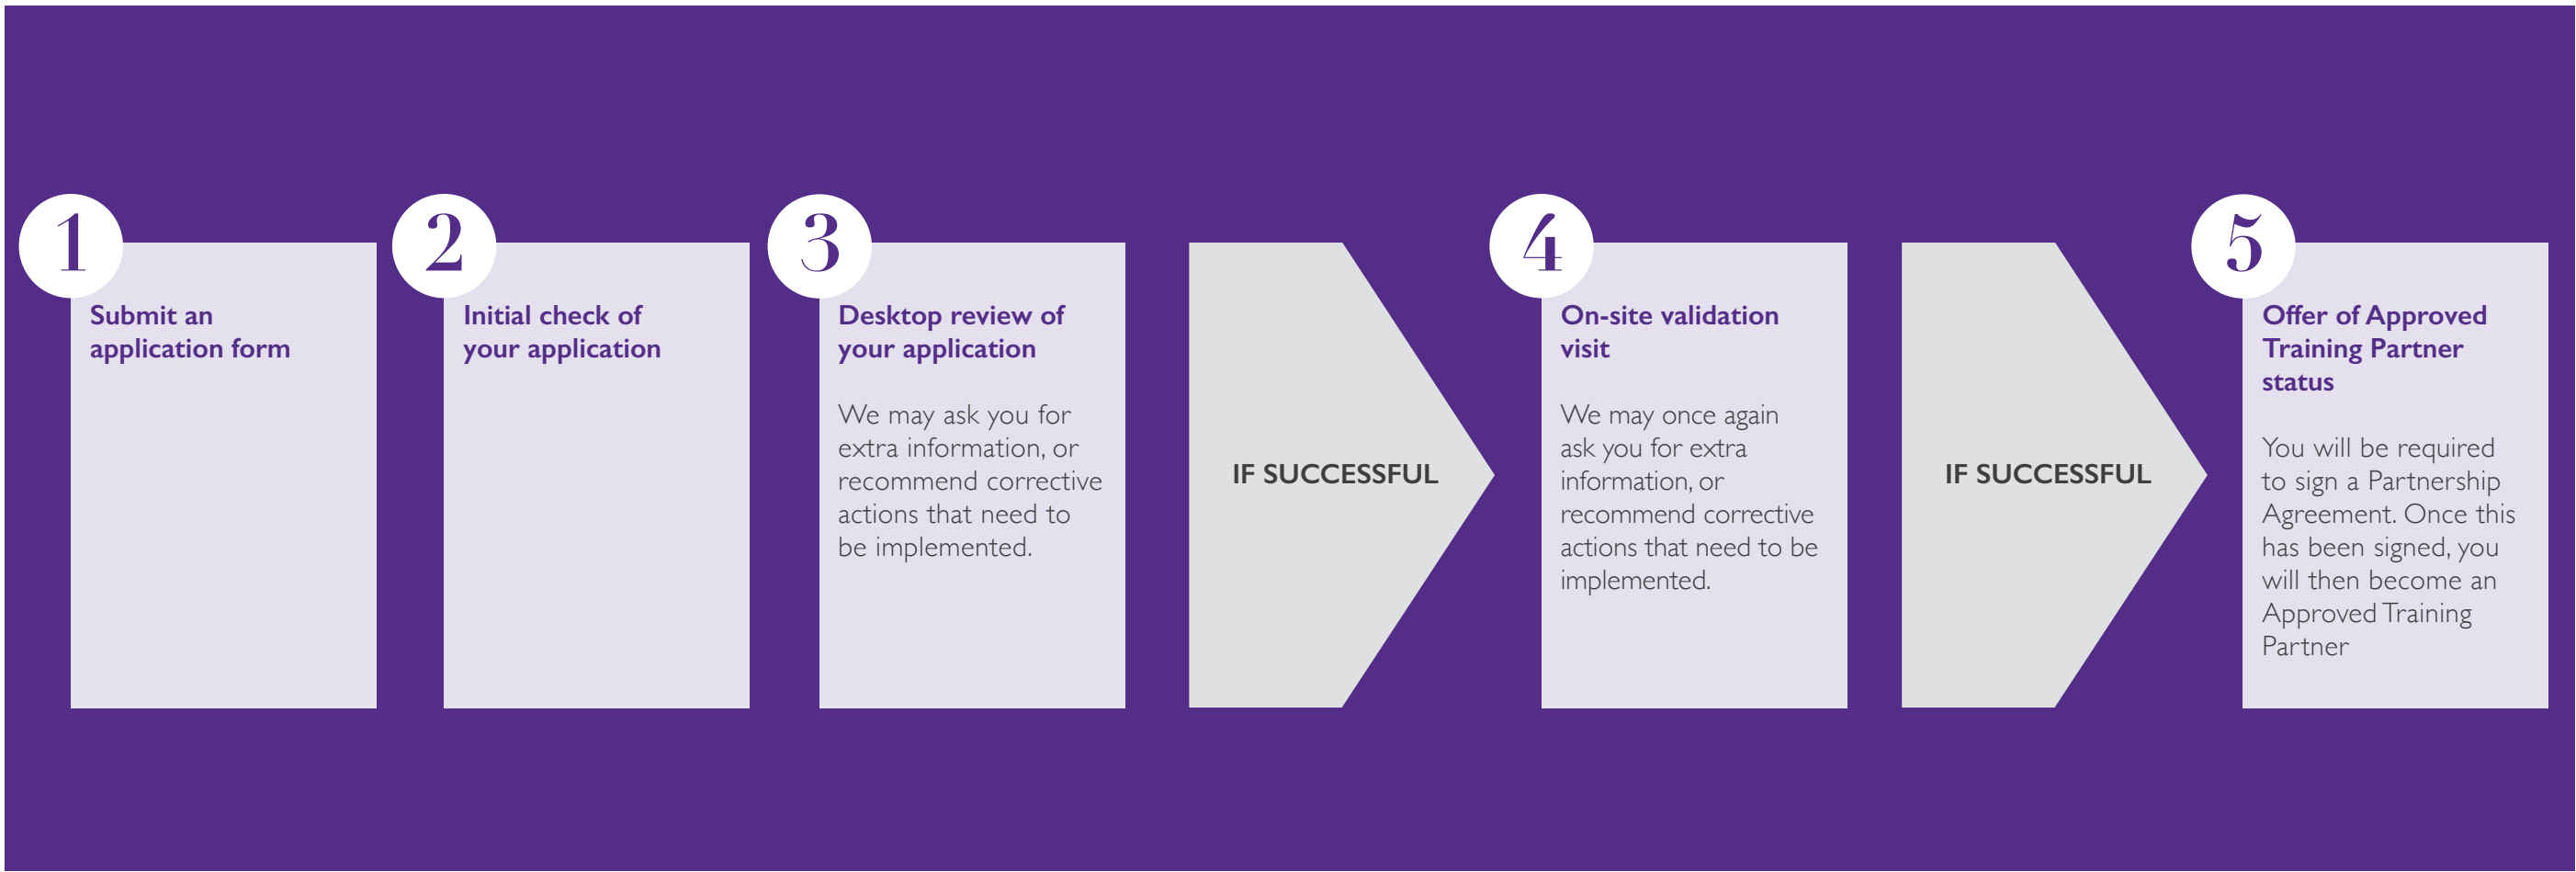 1
Submit an
application form
2
Initial check of
your application
3
Desktop review of
your application
We may ask you for
extra information, or
recommend corrective
actions that need to
be implemented.
IF SUCCESSFUL
4
On-site validation
visit
We may once again
ask you for extra
information, or
recommend corrective
actions that need to be
implemented.
IF SUCCESSFUL
5
Offer of Approved
Training Partner
status
You will be required
to sign a Partnership
Agreement. Once this
has been signed, you
will then become an
Approved Training
Partner